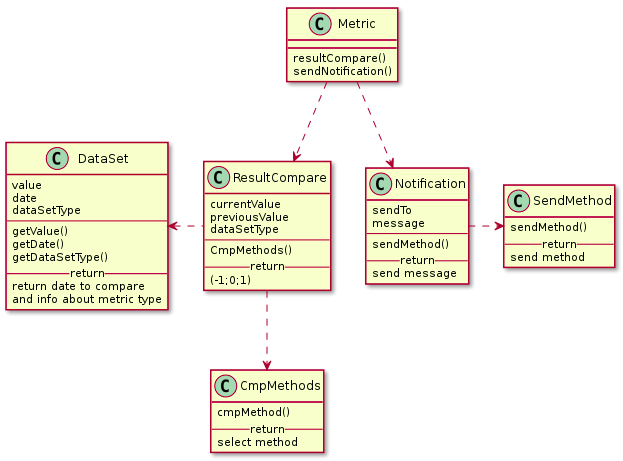 C Metric
resultCompare()
sendNotification()
C DataSet
value
date
dataSetType
getValue()
getDate()
getDataSetType()
return
return date to compare
and info about metric type
C ResultCompare
currentValue
previousValue
dataSetType
CmpMethods()
return
(-1;0;1)
C Notification
sendTo
message
sendMethod()
return
send message
C SendMethod
sendMethod()
return
send method
C CmpMethods
cmpMethod()
return
select method